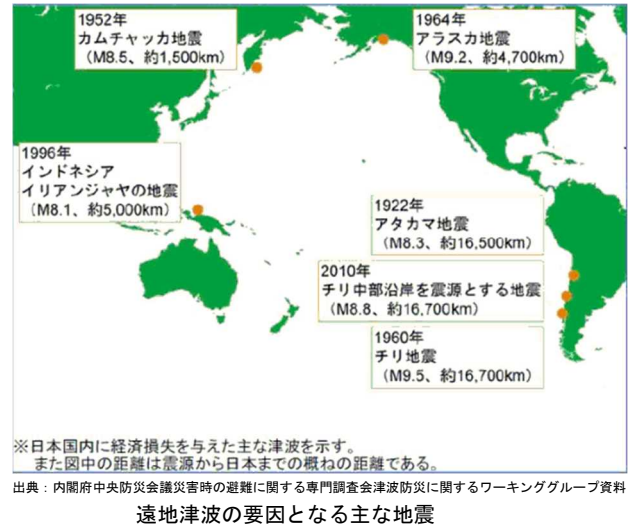 1952年
カムチャッカ地震
（M8.5、約1,500km）
1964年
アラスカ地震
（M9.2、約4,700km）
1996年
インドネシア
イリアンジャヤの地震
（M8.1、約5,000km）
1922年
アタカマ地震
（M8.3、約16,500km）
2010年
チリ中部沿岸を震源とする地震
（M8.8、約16,700km）
1960年
チリ地震
（M9.5、約16,700km）
※日本国内に経済損失を与えた主な津波を示す。
また図中の距離は震源から日本までの概ねの距離である。
出典：内閣府中央防災会議災害時の避難に関する専門調査会津波防災に関するワーキンググループ資料
遠地津波の要因となる主な地震